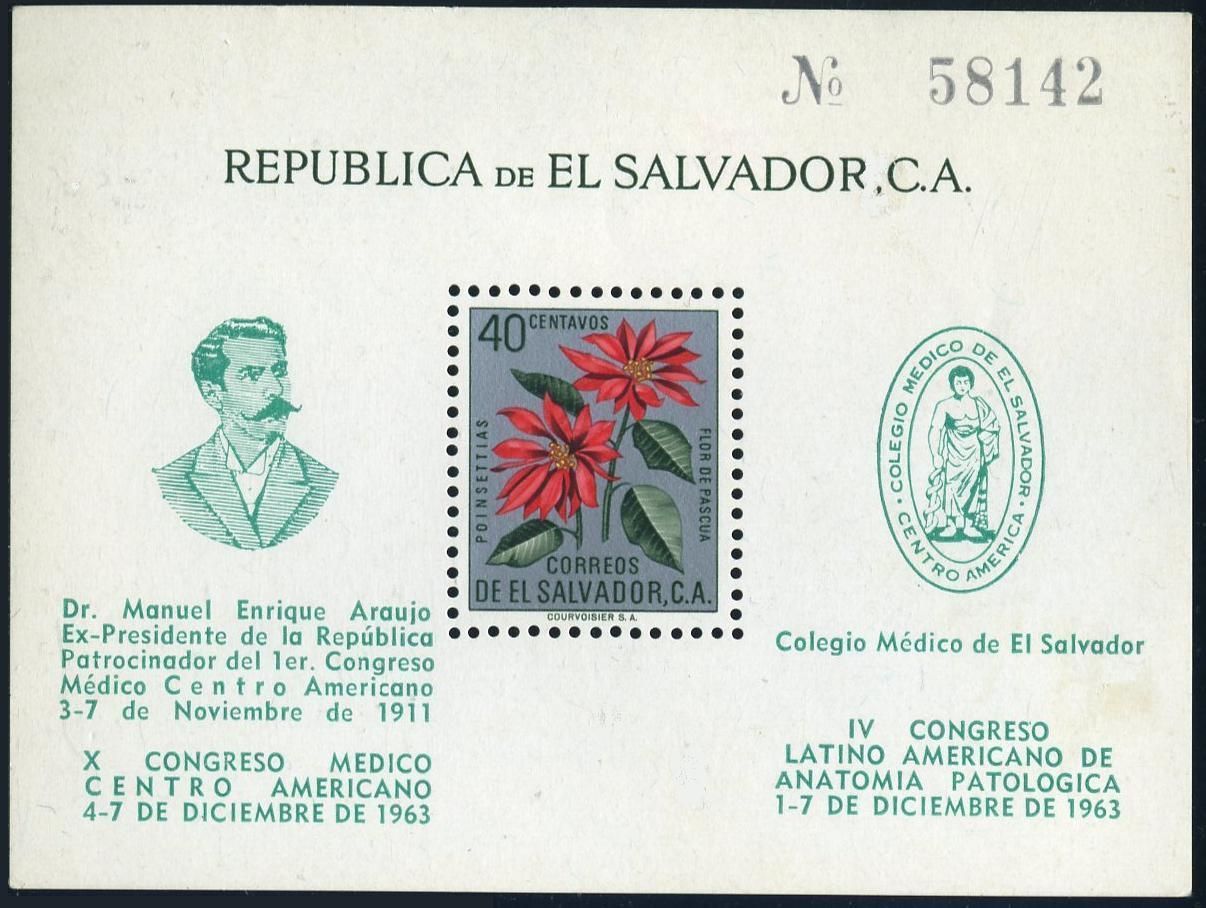 Nº 58142
REPUBLICA DE EL SALVADOR, C.A.
40 CENTAVOS
POINSETTIAS
FLOR DE PASCUA
CORREOS
DE EL SALVADOR, C.A.
COURVOISIER S.A.
Dr. Manuel Enrique Araujo
Ex-Presidente de la República
Patrocinador del 1er. Congreso
Médico Centro Americano
3-7 de Noviembre de 1911
X CONGRESO MEDICO
CENTRO AMERICANO
4-7 DE DICIEMBRE DE 1963
COLEGIO MEDICO DE EL SALVADOR
CENTRO AMERICA
Colegio Médico de El Salvador
IV CONGRESO
LATINO AMERICANO DE
ANATOMIA PATOLOGICA
1-7 DE DICIEMBRE DE 1963